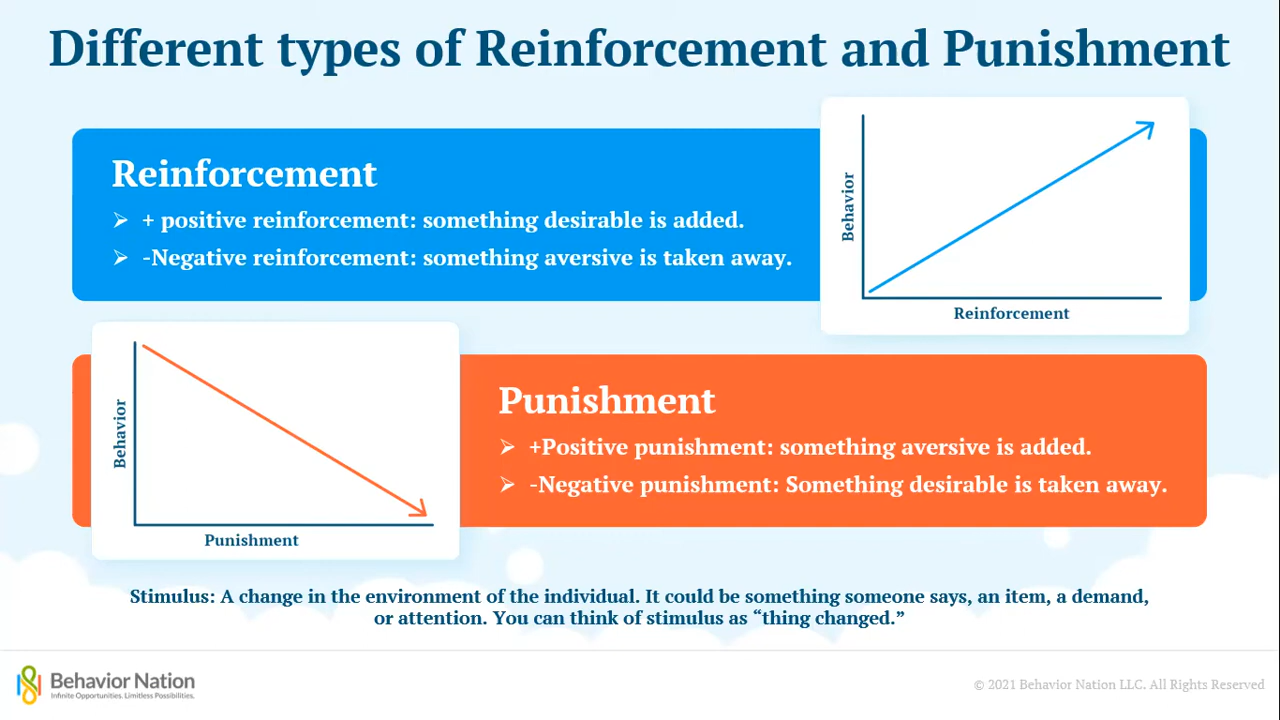 Different types of Reinforcement and Punishment
Reinforcement
➢ + positive reinforcement: something desirable is added.
➢ -Negative reinforcement: something aversive is taken away.
Behavior
Reinforcement
Behavior
Punishment
Punishment
➢ +Positive punishment: something aversive is added.
➢ -Negative punishment: Something desirable is taken away.
Stimulus: A change in the environment of the individual. It could be something someone says, an item, a demand,
or attention. You can think of stimulus as “thing changed.”
Behavior Nation
Infinite Opportunities. Limitless Possibilities.
© 2021 Behavior Nation LLC. All Rights Reserved